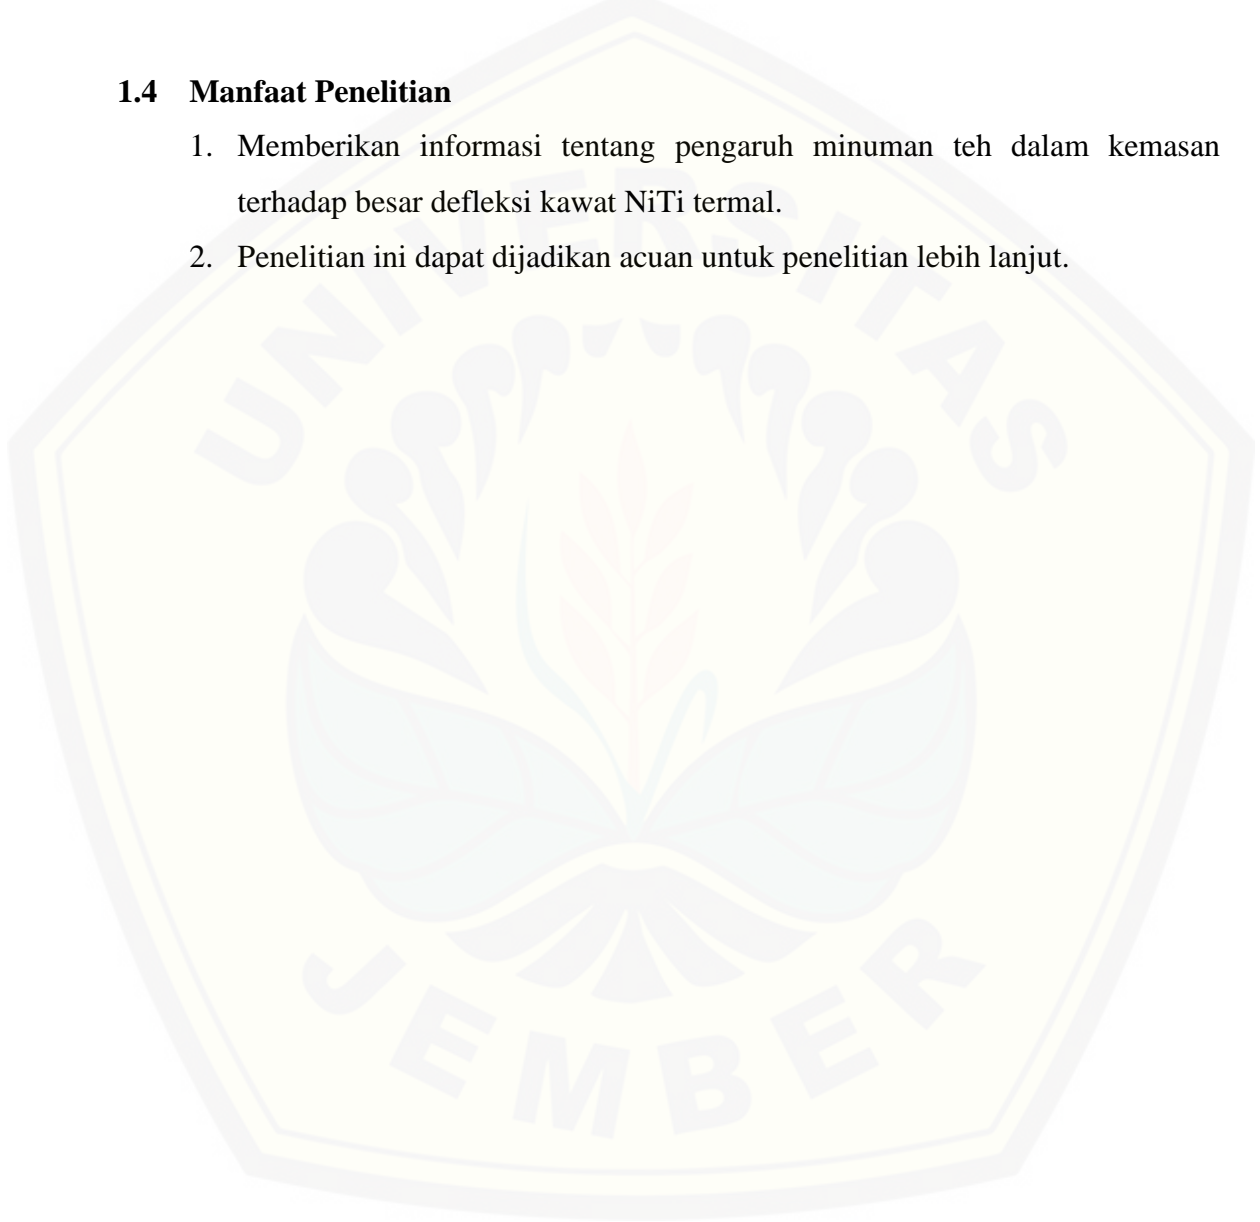 1.4 Manfaat Penelitian
1. Memberikan informasi tentang pengaruh minuman teh dalam kemasan
terhadap besar defleksi kawat NiTi termal.
2. Penelitian ini dapat dijadikan acuan untuk penelitian lebih lanjut.
UNIVERSITAS
JEMBER